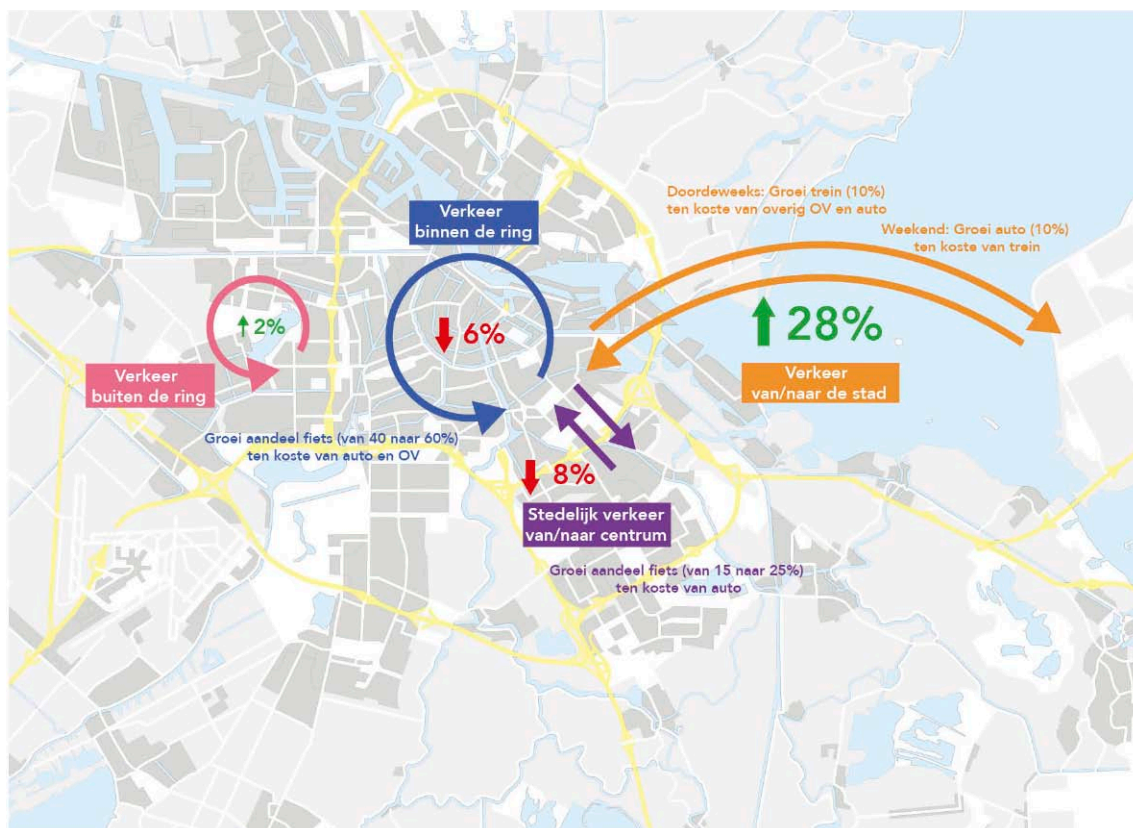 Doordeweeks: Groei trein (10%)
ten koste van overig OV en auto
Verkeer
binnen de ring
Weekend: Groei auto (10%)
ten koste van trein
2%
6%
28%
Verkeer
buiten de ring
Verkeer
van/naar de stad
Groei aandeel fiets (van 40 naar 60%)
ten koste van auto en OV
8%
Stedelijk verkeer
van/naar centrum
Groei aandeel fiets (van 15 naar 25%)
ten koste van auto